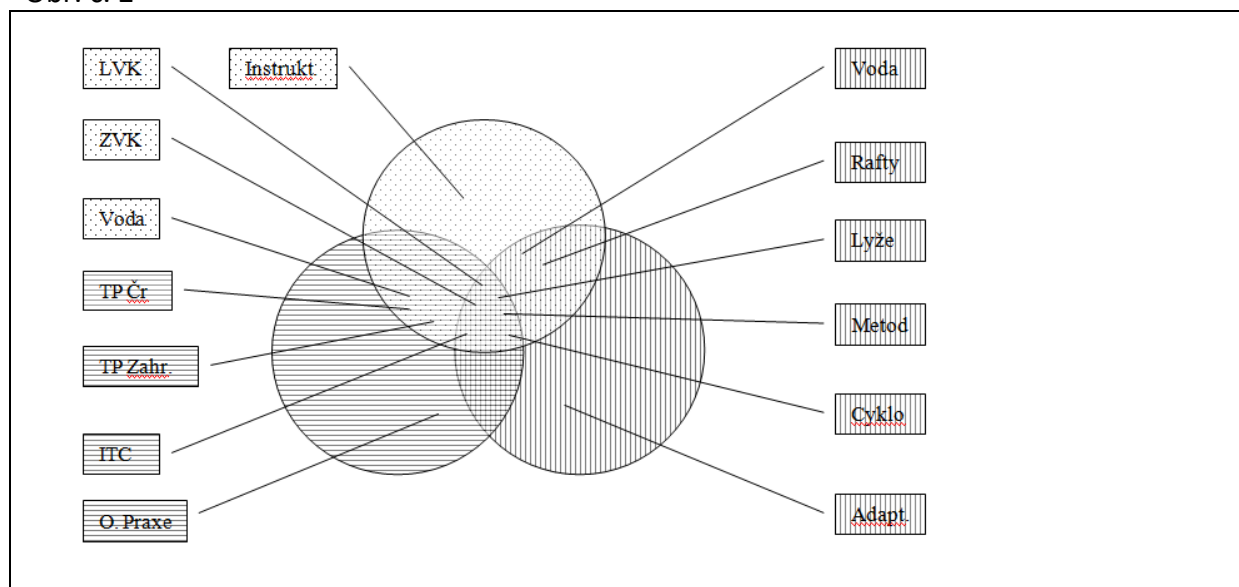 LVK
Instrukt.
Voda
ZVK
Rafty
Voda
Lyže
TP Čr
Metod
TP Zahr.
Cyklo
ITC
O. Praxe
Adapt.